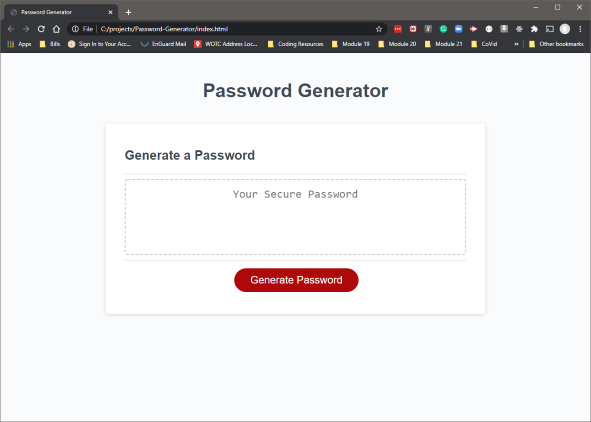 Password Generator
File C:/projects/Password-Generator/index.html
Apps Bills Sign In to Your Acc... EnGuard Mail WOTC Address Loc... Coding Resources Module 19 Module 20 Module 21 CoVid » Other bookmarks
Password Generator
Generate a Password
Your Secure Password
Generate Password